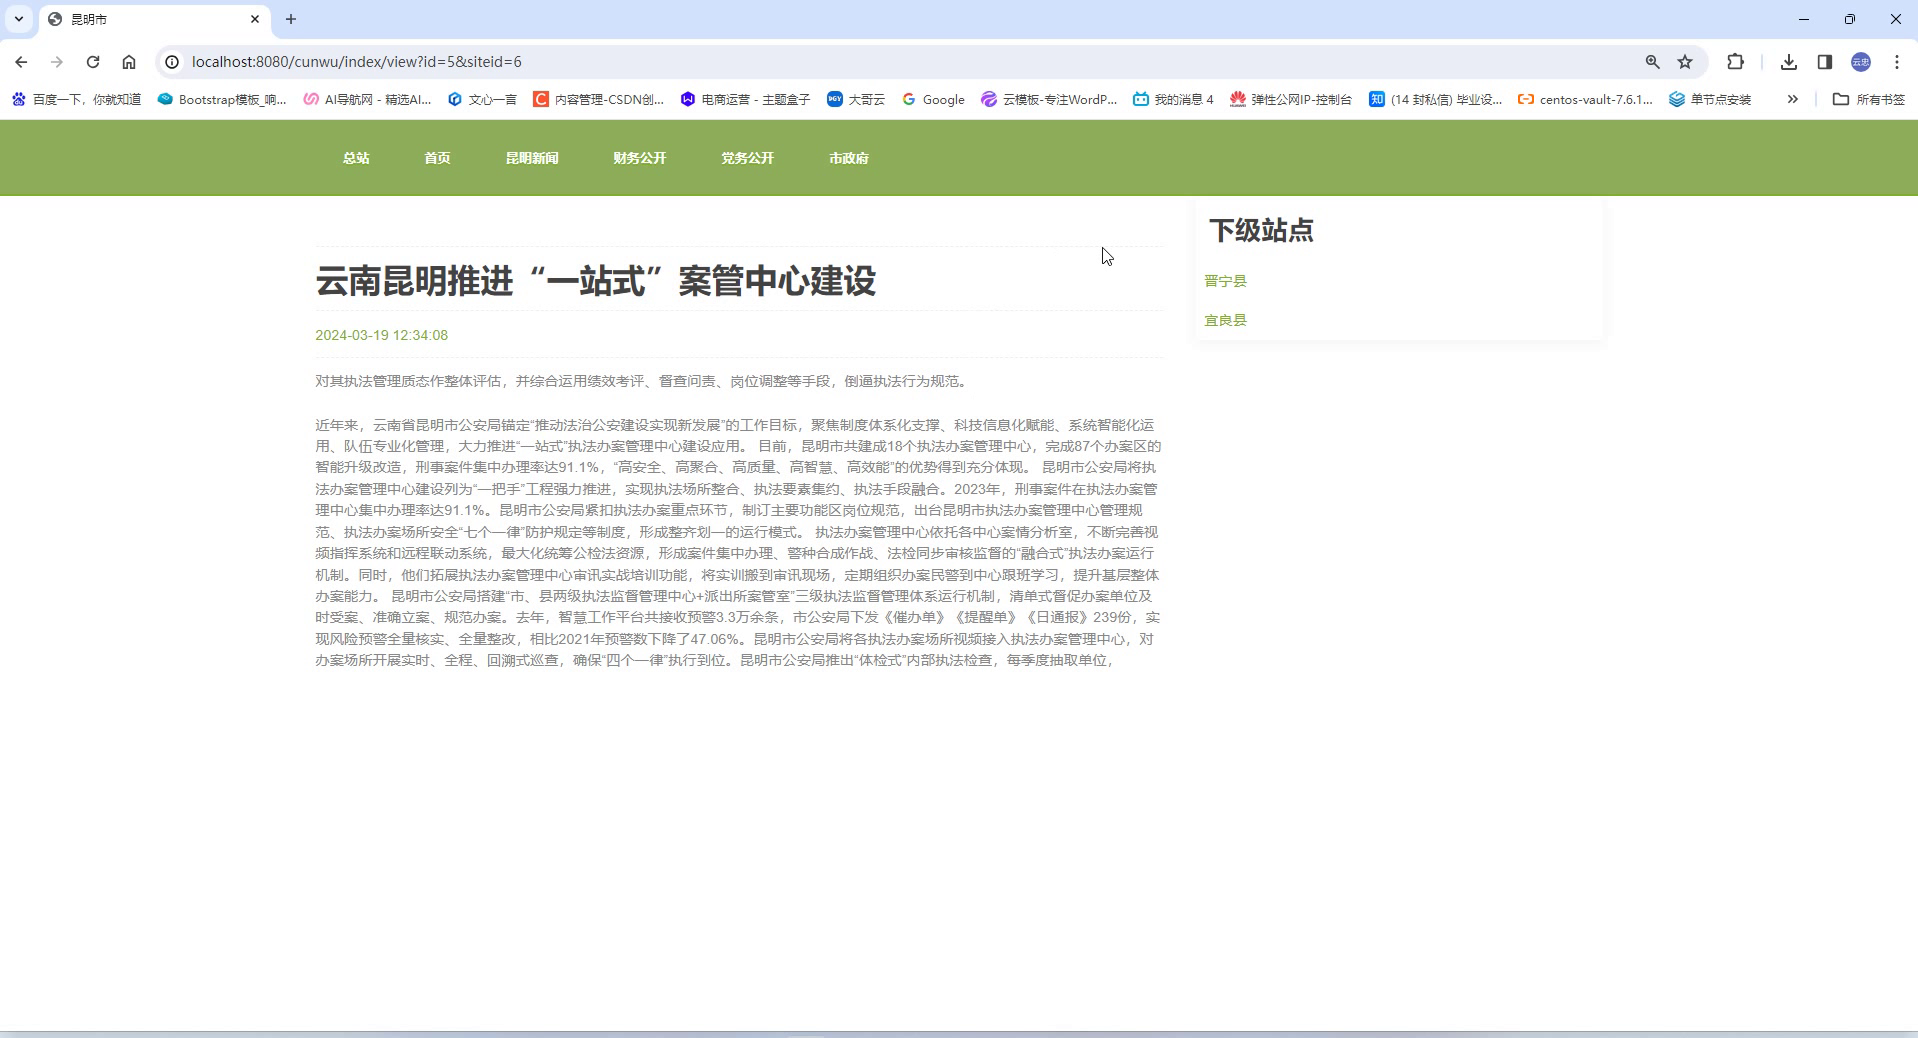 昆明市
localhost:8080/cunwu/index/view?id=5&siteid=6
云忠
百度一下，你就知道
Bootstrap模板_响...
AI导航网 - 精选AI...
文心一言
内容管理-CSDN创...
电商运营 - 主题盒子
大哥云
Google
云模板-专注WordP...
我的消息 4
弹性公网IP-控制台
(14 封私信) 毕业设...
centos-vault-7.6.1...
单节点安装
所有书签
总站
首页
昆明新闻
财务公开
党务公开
市政府
云南昆明推进“一站式”案管中心建设
2024-03-19 12:34:08
对其执法管理质态作整体评估，并综合运用绩效考评、督查问责、岗位调整等手段，倒逼执法行为规范。
近年来，云南省昆明市公安局锚定“推动法治公安建设实现新发展”的工作目标，聚焦制度体系化支撑、科技信息化赋能、系统智能化运
用、队伍专业化管理，大力推进“一站式”执法办案管理中心建设应用。 目前，昆明市共建成18个执法办案管理中心，完成87个办案区的
智能升级改造，刑事案件集中办理率达91.1%，“高安全、高聚合、高质量、高智慧、高效能”的优势得到充分体现。 昆明市公安局将执
法办案管理中心建设列为“一把手”工程强力推进，实现执法场所整合、执法要素集约、执法手段融合。2023年，刑事案件在执法办案管
理中心集中办理率达91.1%。昆明市公安局紧扣执法办案重点环节，制订主要功能区岗位规范，出台昆明市执法办案管理中心管理规
范、执法办案场所安全“七个一律”防护规定等制度，形成整齐划一的运行模式。 执法办案管理中心依托各中心案情分析室，不断完善视
频指挥系统和远程联动系统，最大化统筹公检法资源，形成案件集中办理、警种合成作战、法检同步审核监督的“融合式”执法办案运行
机制。同时，他们拓展执法办案管理中心审讯实战培训功能，将实训搬到审讯现场，定期组织办案民警到中心跟班学习，提升基层整体
办案能力。 昆明市公安局搭建“市、县两级执法监督管理中心+派出所案管室”三级执法监督管理体系运行机制，清单式督促办案单位及
时受案、准确立案、规范办案。去年，智慧工作平台共接收预警3.3万余条，市公安局下发《催办单》《提醒单》《日通报》239份，实
现风险预警全量核实、全量整改，相比2021年预警数下降了47.06%。昆明市公安局将各执法办案场所视频接入执法办案管理中心，对
办案场所开展实时、全程、回溯式巡查，确保“四个一律”执行到位。昆明市公安局推出“体检式”内部执法检查，每季度抽取单位，
下级站点
晋宁县
宜良县